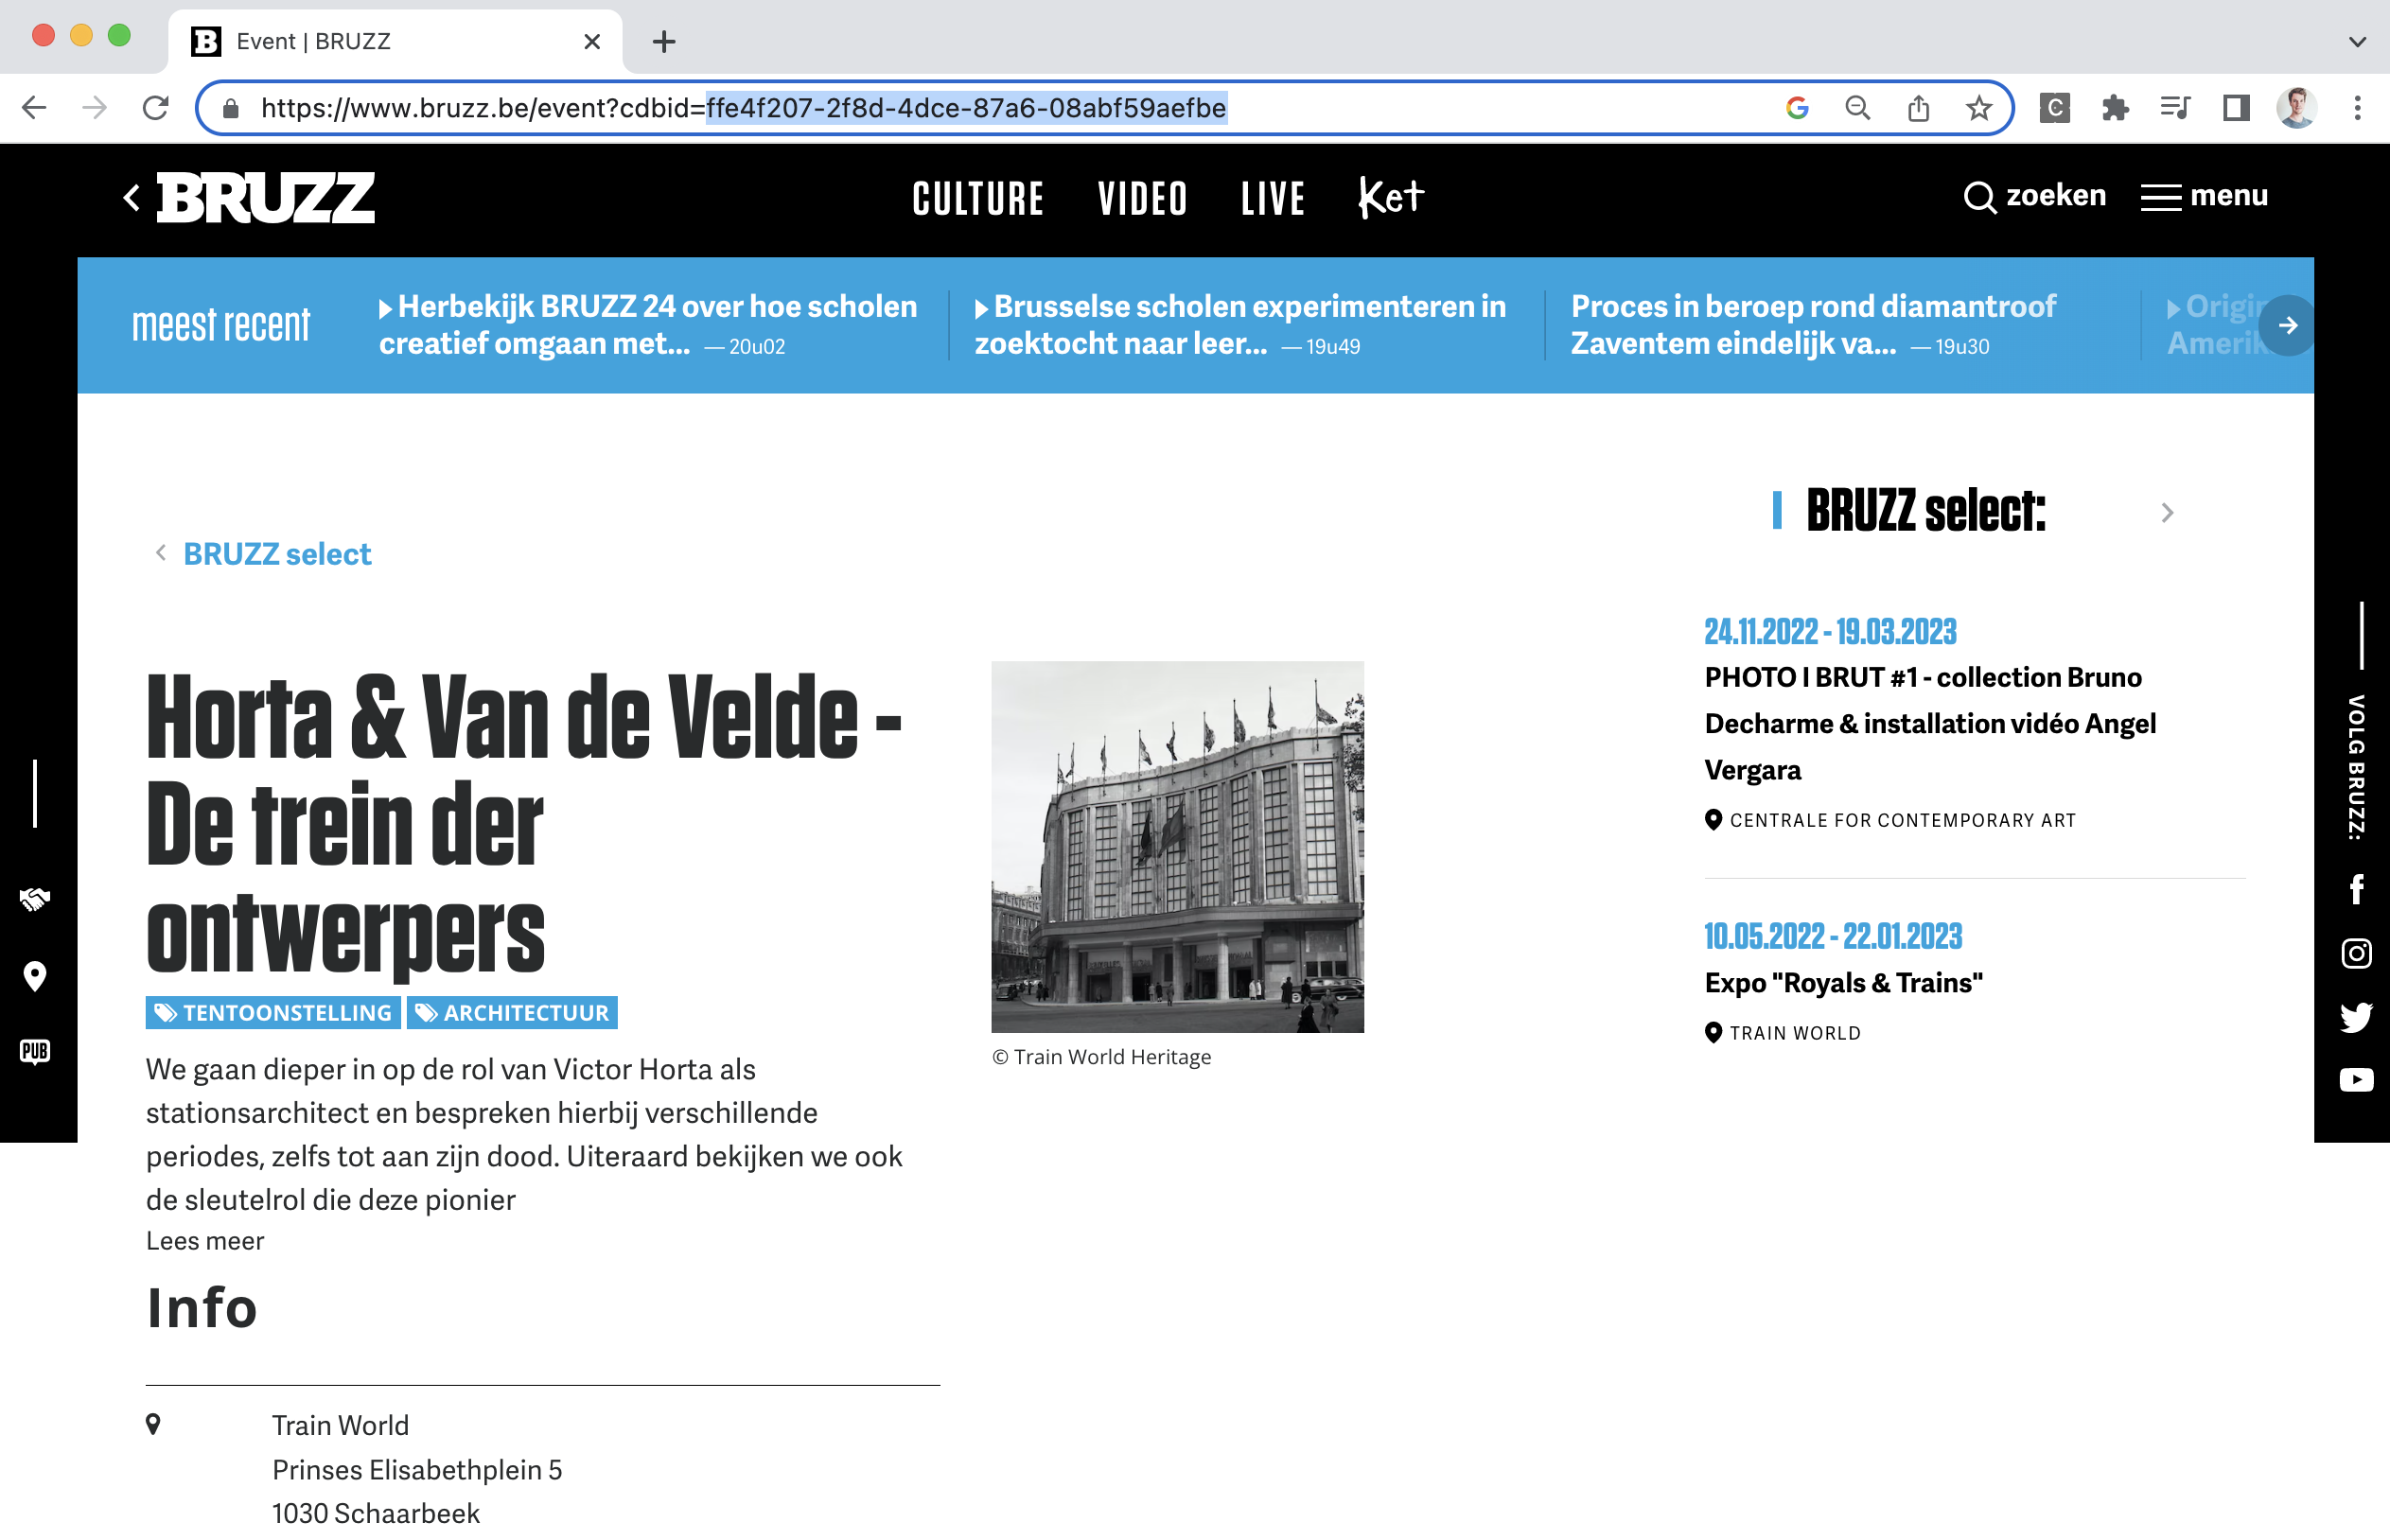 Event | BRUZZ
https://www.bruzz.be/event?cdbid=ffe4f207-2f8d-4dce-87a6-08abf59aefbe
BRUZZ
CULTURE
VIDEO
LIVE
Ket
zoeken
menu
meest recent
Herbekijk BRUZZ 24 over hoe scholen
creatief omgaan met... — 20u02
Brusselse scholen experimenteren in
zoektocht naar leer... — 19u49
Proces in beroep rond diamantroof
Zaventem eindelijk va... — 19u30
Origin
Amerik
BRUZZ select
Horta & Van de Velde -
De trein der
ontwerpers
TENTOONSTELLING
ARCHITECTUUR
We gaan dieper in op de rol van Victor Horta als
stationsarchitect en bespreken hierbij verschillende
periodes, zelfs tot aan zijn dood. Uiteraard bekijken we ook
de sleutelrol die deze pionier
Lees meer
Info
Train World
Prinses Elisabethplein 5
1030 Schaarbeek
© Train World Heritage
BRUZZ select:
24.11.2022 - 19.03.2023
PHOTO I BRUT #1 - collection Bruno
Decharme & installation vidéo Angel
Vergara
CENTRALE FOR CONTEMPORARY ART
10.05.2022 - 22.01.2023
Expo "Royals & Trains"
TRAIN WORLD
VOLG BRUZZ:
PUB